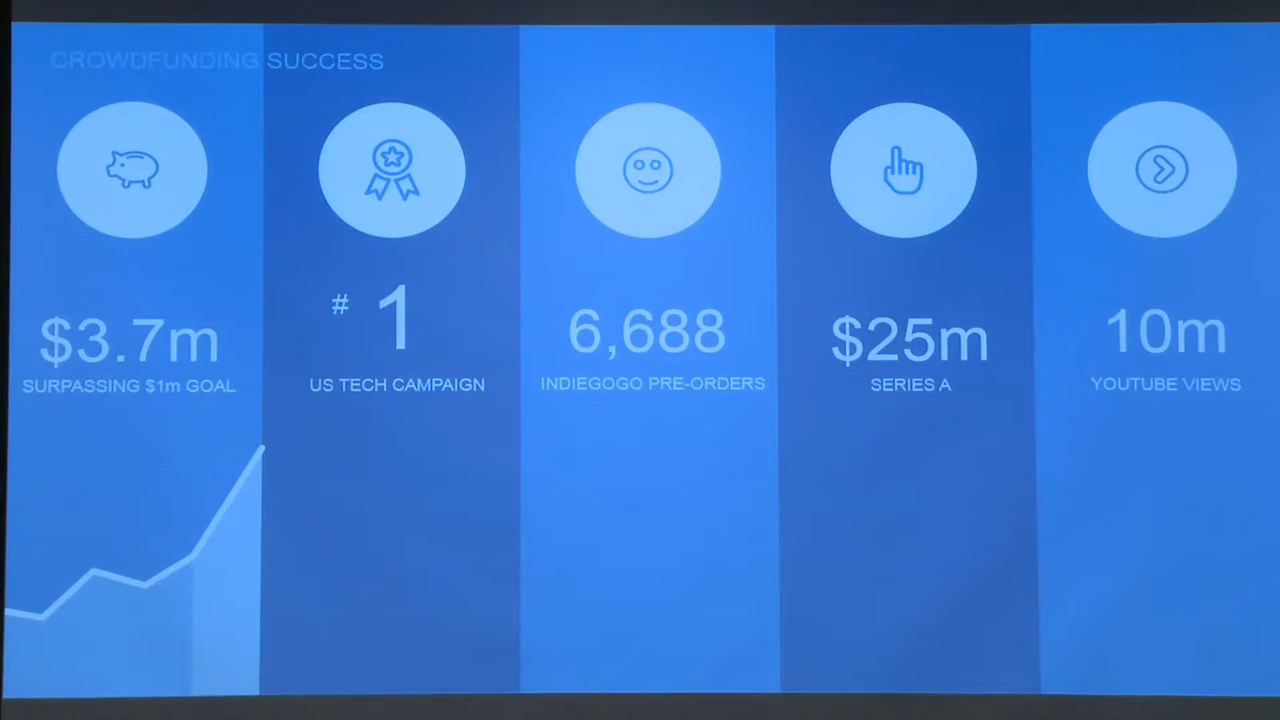 CROWDFUNDING SUCCESS
$3.7m
SURPASSING $1m GOAL
# 1
US TECH CAMPAIGN
6,688
INDIEGOGO PRE-ORDERS
$25m
SERIES A
10m
YOUTUBE VIEWS